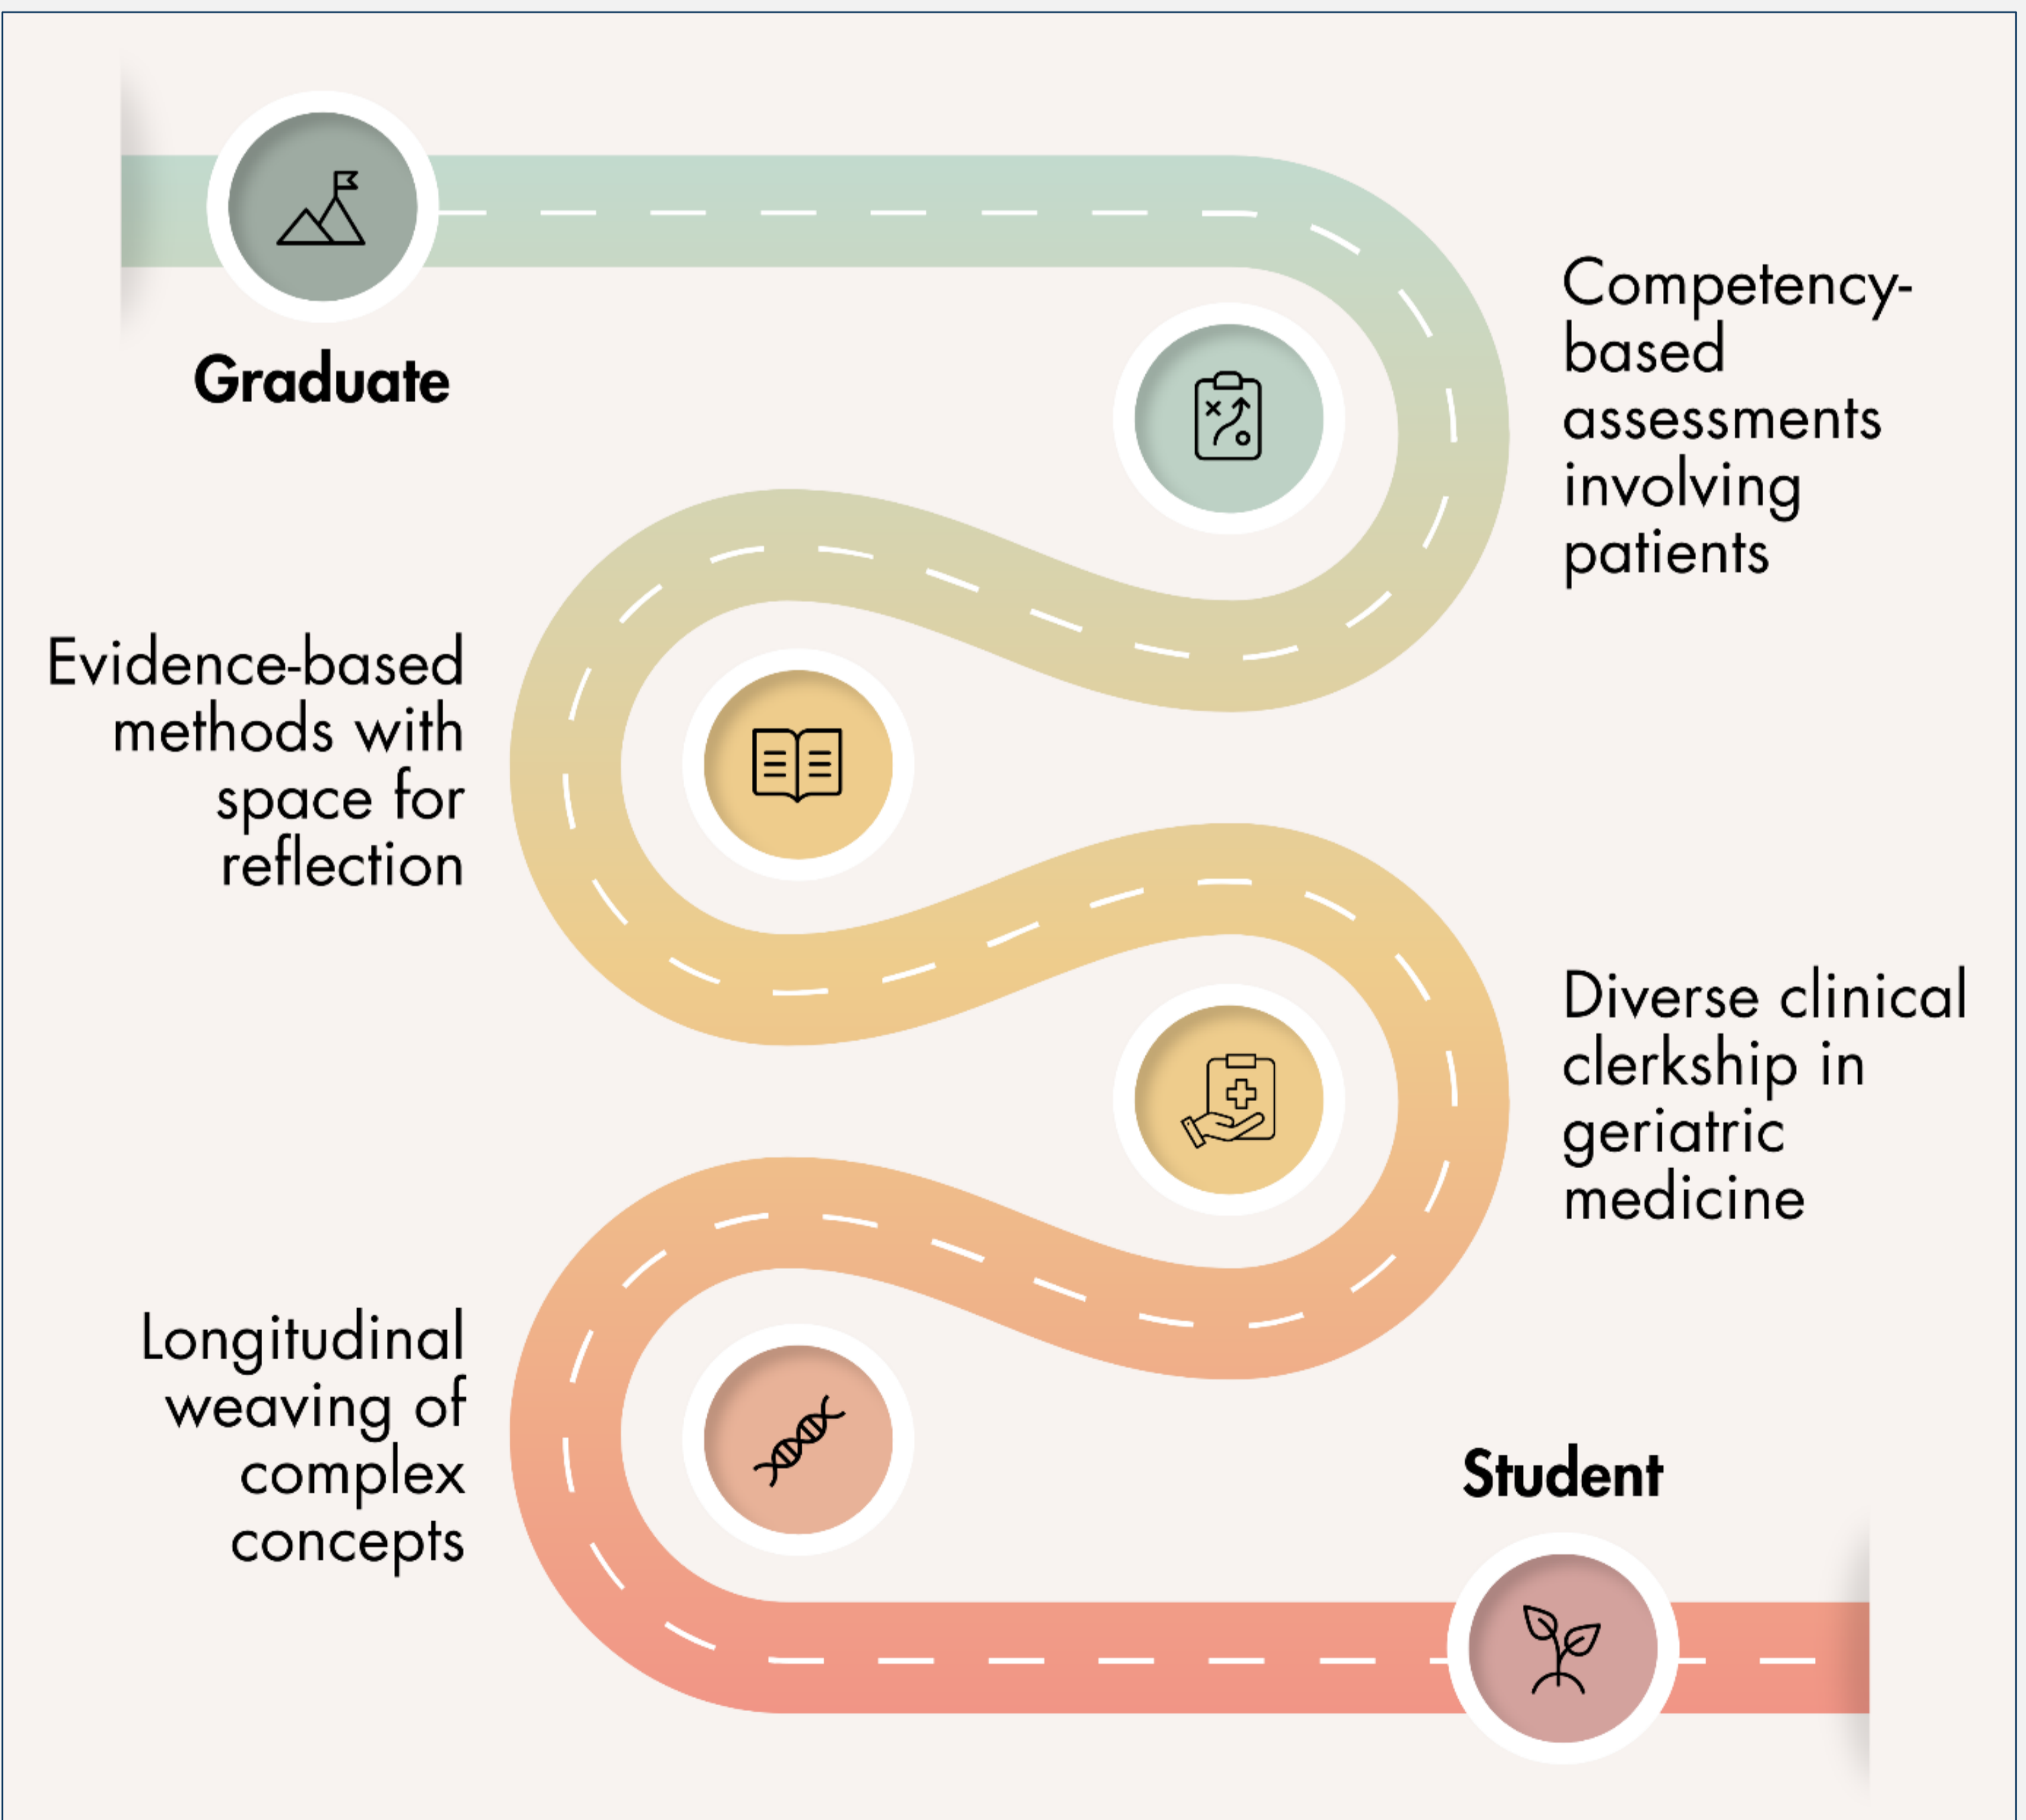 Graduate
Competency-
based
assessments
involving
patients
Evidence-based
methods with
space for
reflection
Diverse clinical
clerkship in
geriatric
medicine
Longitudinal
weaving of
complex
concepts
Student